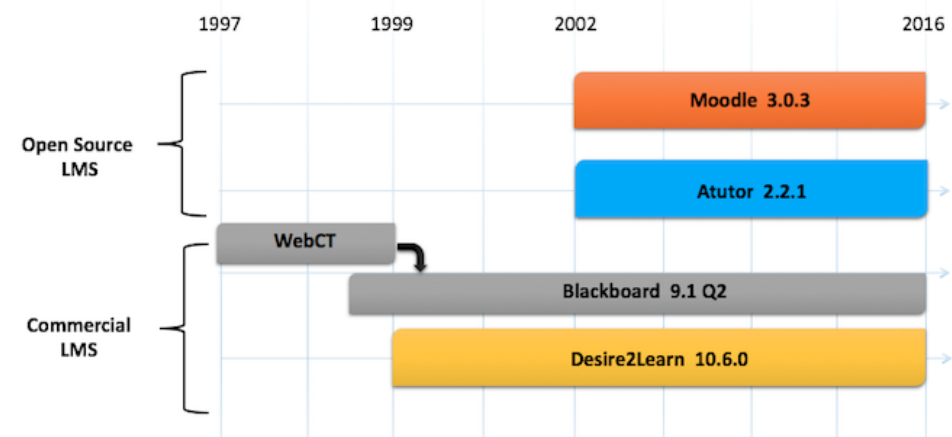 1997 1999 2002 2016
Moodle 3.0.3
Open Source
LMS
Atutor 2.2.1
WebCT
Blackboard 9.1 Q2
Commercial
LMS
Desire2Learn 10.6.0